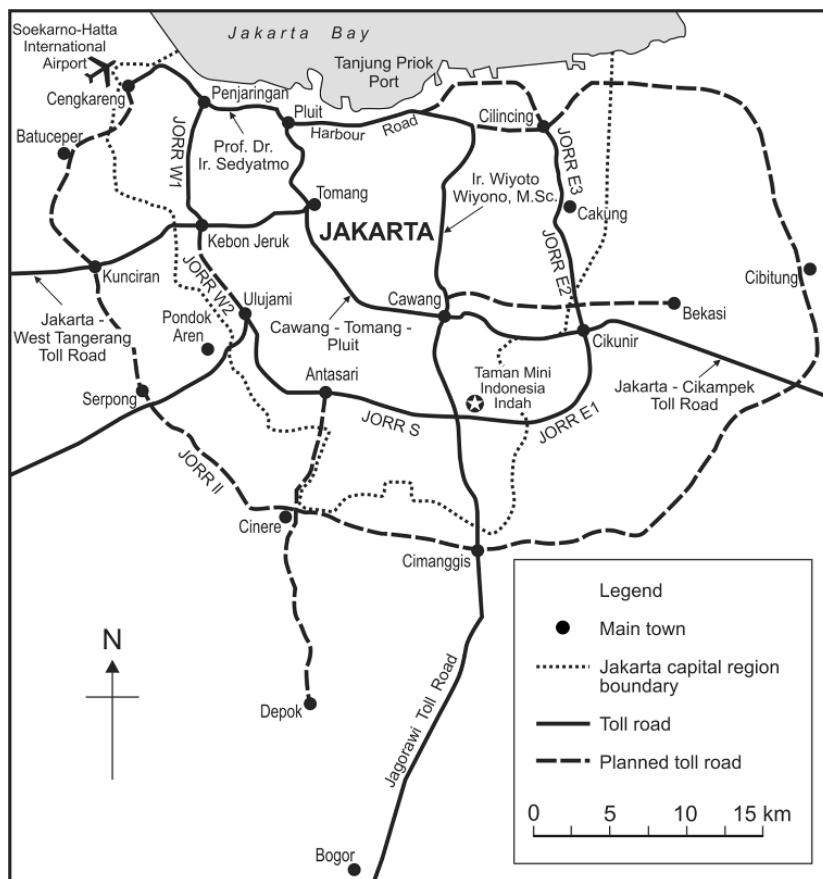 Soekarno-Hatta
International
Airport
Jakarta Bay
Tanjung Priok
Port
Cengkareng
Penjaringan
Pluit
Harbour Road
Cilincing
Batuceper
JORR W1
Prof. Dr.
Ir. Sedyatmo
JORR E3
Tomang
Ir. Wiyoto
Wiyono, M.Sc.
Cakung
JAKARTA
Kebon Jeruk
Kunciran
JORR W2
JORR E2
Cibitung
Ulujami
Cawang
Bekasi
Jakarta -
West Tangerang
Toll Road
Pondok
Aren
Cawang - Tomang -
Pluit
Cikunir
Taman Mini
Indonesia
Indah
Jakarta - Cikampek
Toll Road
Serpong
Antasari
JORR S
JORR E1
JORR II
Cinere
Cimanggis
N
Depok
Jagorawi Toll Road
Bogor
Legend
Main town
Jakarta capital region
boundary
Toll road
Planned toll road
0 5 10 15 km